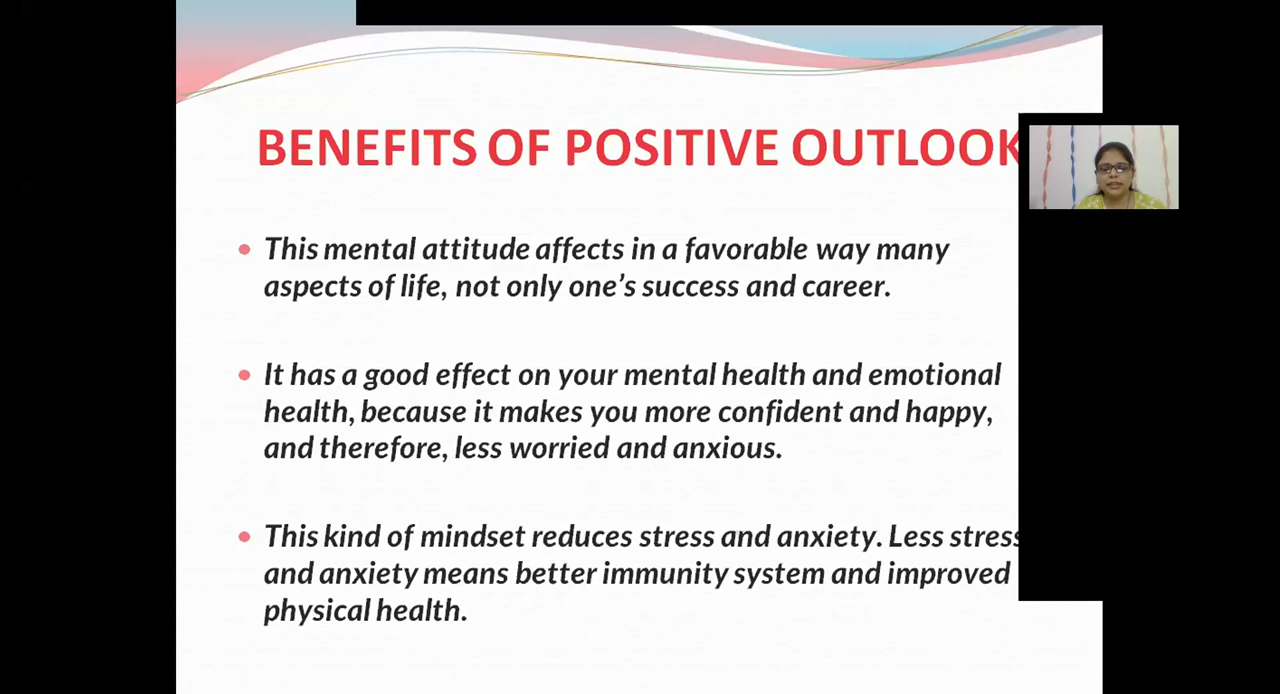 BENEFITS OF POSITIVE OUTLOOK
This mental attitude affects in a favorable way many
aspects of life, not only one's success and career.
It has a good effect on your mental health and emotional
health, because it makes you more confident and happy,
and therefore, less worried and anxious.
This kind of mindset reduces stress and anxiety. Less stress
and anxiety means better immunity system and improved
physical health.